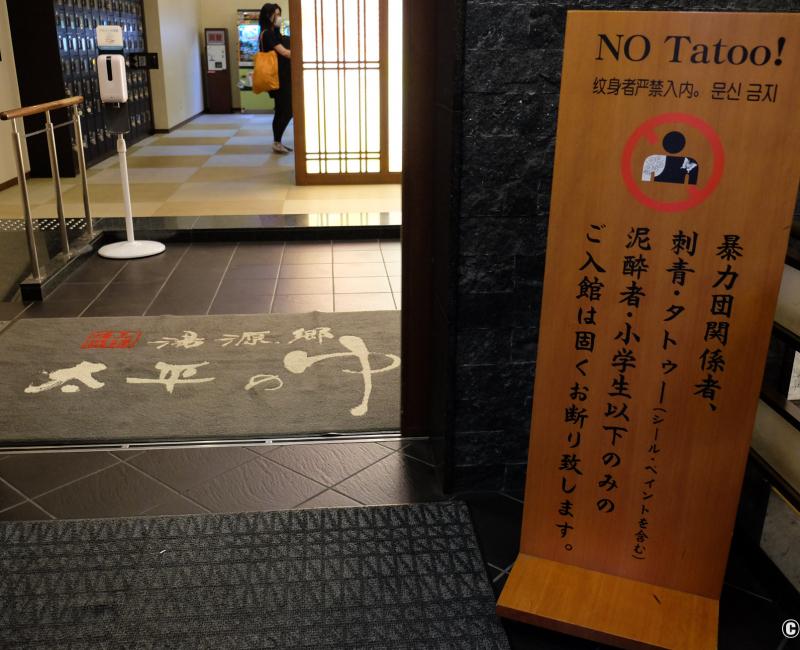 NO Tatoo!
纹身者严禁入内。 문신 금지
暴力団関係者、
刺青・タトゥー(シール・ペイントを含む)
泥酔者・小学生以下のみの
ご入館は固くお断り致します。
湯源郷
太平のゆ
©